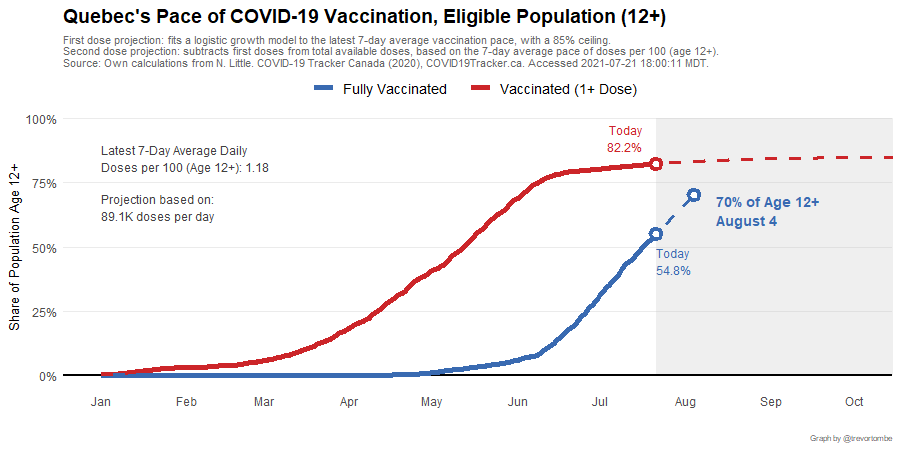 Quebec's Pace of COVID-19 Vaccination, Eligible Population (12+)
First dose projection: fits a logistic growth model to the latest 7-day average vaccination pace, with a 85% ceiling.
Second dose projection: subtracts first doses from total available doses, based on the 7-day average pace of doses per 100 (age 12+).
Source: Own calculations from N. Little. COVID-19 Tracker Canada (2020), COVID19Tracker.ca. Accessed 2021-07-21 18:00:11 MDT.
Fully Vaccinated
Vaccinated (1+ Dose)
Share of Population Age 12+
100%
75%
50%
25%
0%
Latest 7-Day Average Daily
Doses per 100 (Age 12+): 1.18
Projection based on:
89.1K doses per day
Today
82.2%
70% of Age 12+
August 4
Today
54.8%
Jan Feb Mar Apr May Jun Jul Aug Sep Oct
Graph by @trevortombe